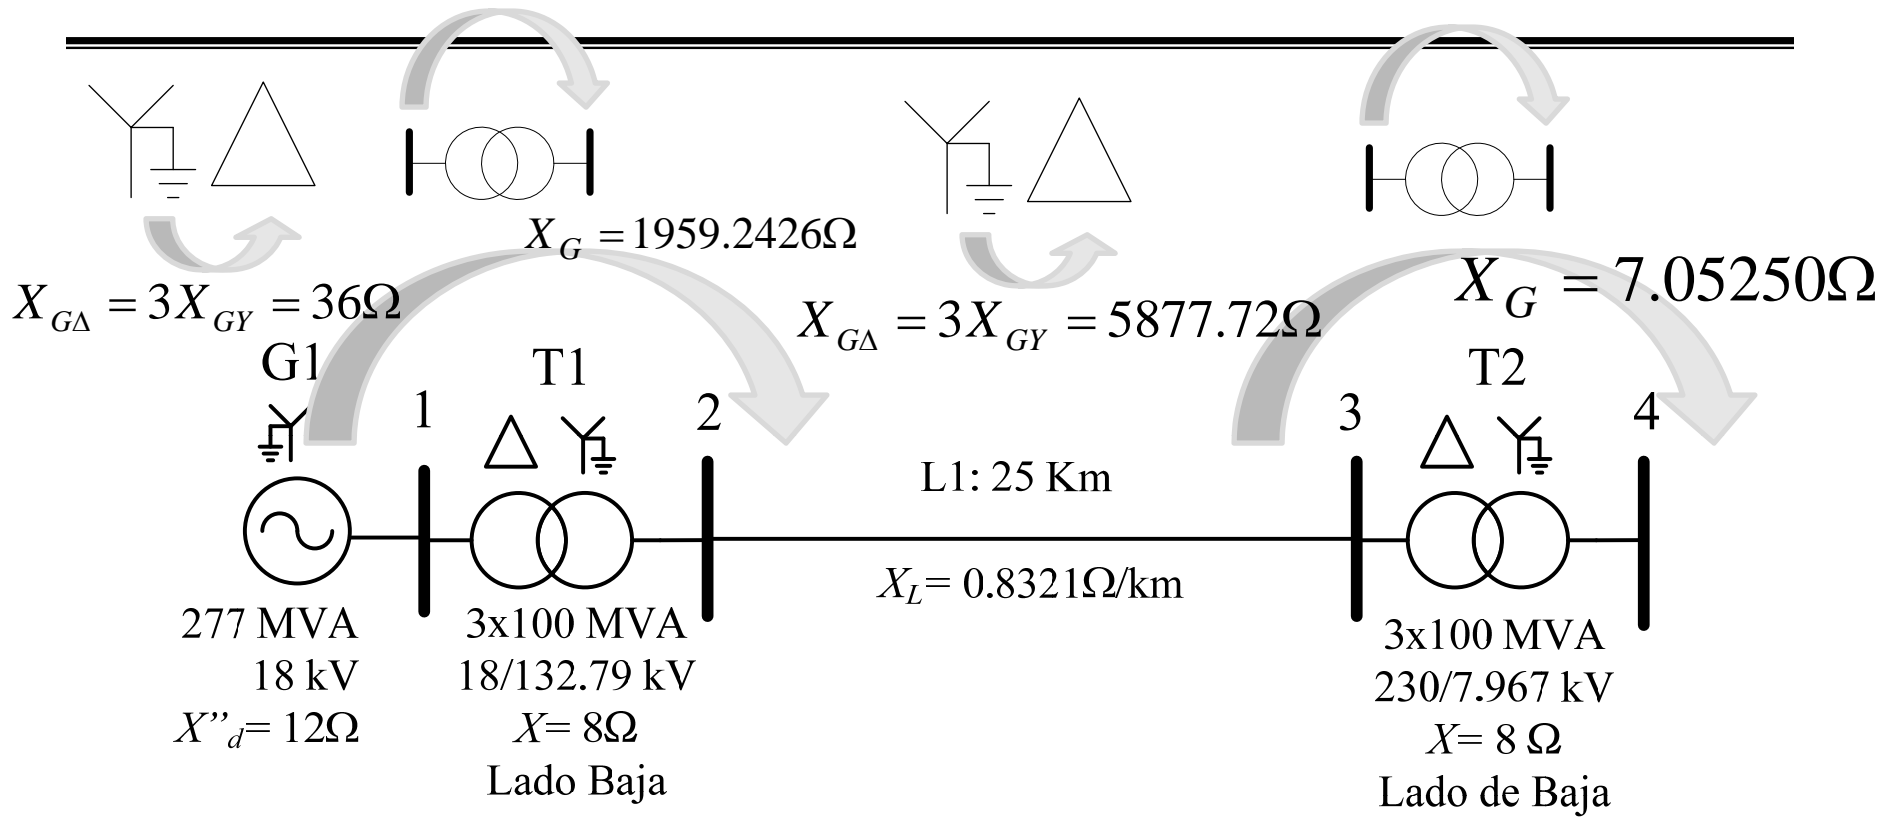 X_G = 1959.2426Ω
X_G = 7.05250Ω
X_GΔ = 3X_GY = 36Ω
X_GΔ = 3X_GY = 5877.72Ω
G1
T1
T2
1
2
3
4
L1: 25 Km
X_L= 0.8321Ω/km
277 MVA
18 kV
X”_d= 12Ω
3x100 MVA
18/132.79 kV
X= 8Ω
Lado Baja
3x100 MVA
230/7.967 kV
X= 8 Ω
Lado de Baja